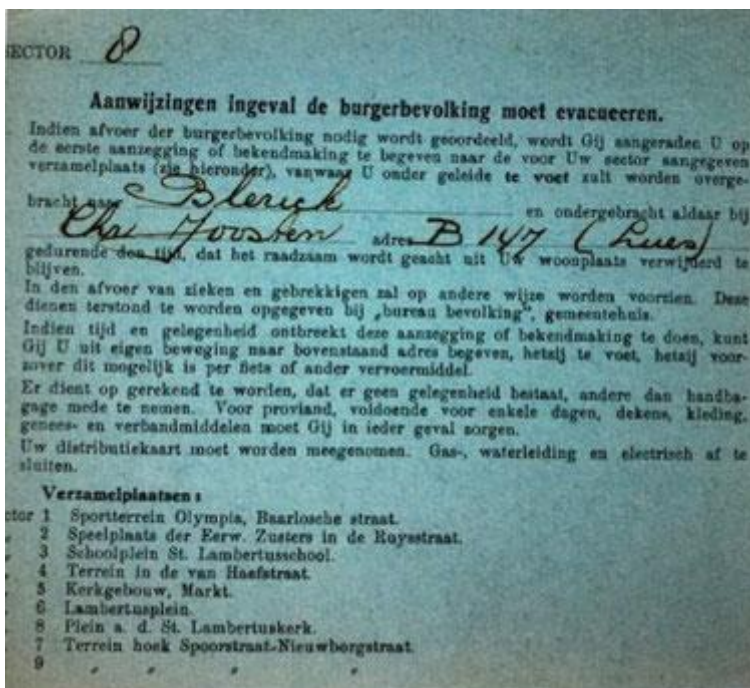 SECTOR 8
Aanwijzingen ingeval de burgerbevolking moet evacueeren.
Indien afvoer der burgerbevolking nodig wordt geoordeeld, wordt Gij aangeraden U op
de eerste aanzegging of bekendmaking te begeven naar de voor Uw sector aangegeven
verzamelplaats (zie hieronder), vanwaar U onder geleide te voet zult worden overge-
bracht naar Blerick en ondergebracht aldaar bij
Chr. Joosten adres B 147 (Lues)
gedurende den tijd, dat het raadzaam wordt geacht uit Uw woonplaats verwijderd te
blijven.
In den afvoer van zieken en gebrekkigen zal op andere wijze worden voorzien. Deze
dienen terstond te worden opgegeven bij „bureau bevolking”, gemeentehuis.
Indien tijd en gelegenheid ontbreekt deze aanzegging of bekendmaking te doen, kunt
Gij U uit eigen beweging naar bovenstaand adres begeven, hetzij te voet, hetzij voor-
zover dit mogelijk is per fiets of ander vervoermiddel.
Er dient op gerekend te worden, dat er geen gelegenheid bestaat, andere dan handba-
gage mede te nemen. Voor proviand, voldoende voor enkele dagen, dekens, kleding,
genees- en verbandmiddelen moet Gij in ieder geval zorgen.
Uw distributiekaart moet worden meegenomen. Gas-, waterleiding en electrisch af te
sluiten.
Verzamelplaatsen :
ctor 1 Sportterrein Olympia, Baarlosche straat.
„ 2 Speelplaats der Eerw. Zusters in de Ruysstraat.
„ 3 Schoolplein St. Lambertusschool.
„ 4 Terrein in de van Haefstraat.
„ 5 Kerkgebouw, Markt.
„ 6 Lambertusplein.
„ 8 Plein a. d. St. Lambertuskerk.
„ 7 Terrein hoek Spoorstraat-Nieuwborgstraat.
9 „ „ „ „